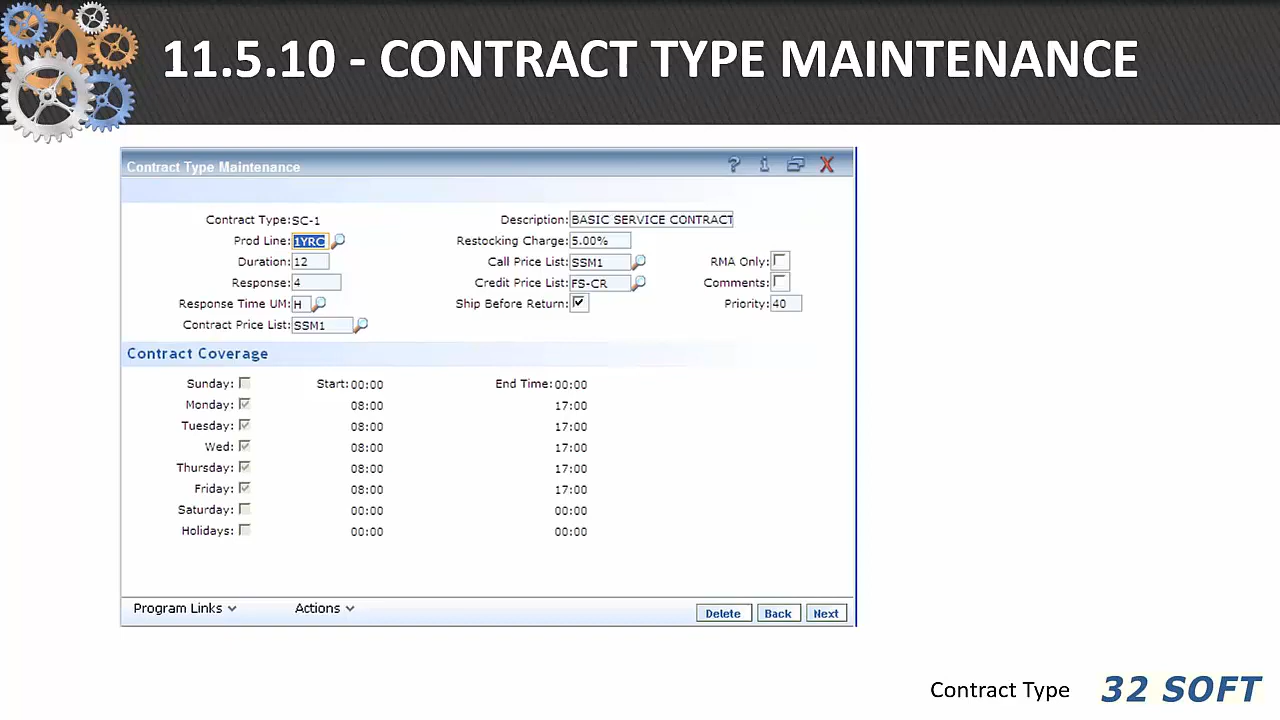 11.5.10 - CONTRACT TYPE MAINTENANCE
Contract Type Maintenance
Contract Type: SC-1 Description: BASIC SERVICE CONTRACT
Prod Line: 1YRC Restocking Charge: 5.00%
Duration: 12 Call Price List: SSM1 RMA Only:
Response: 4 Credit Price List: FS-CR Comments:
Response Time UM: H Ship Before Return: Priority: 40
Contract Price List: SSM1
Contract Coverage
Sunday: Start: 00:00 End Time: 00:00
Monday: 08:00 17:00
Tuesday: 08:00 17:00
Wed: 08:00 17:00
Thursday: 08:00 17:00
Friday: 08:00 17:00
Saturday: 00:00 00:00
Holidays: 00:00 00:00
Program Links Actions Delete Back Next
Contract Type 32 SOFT